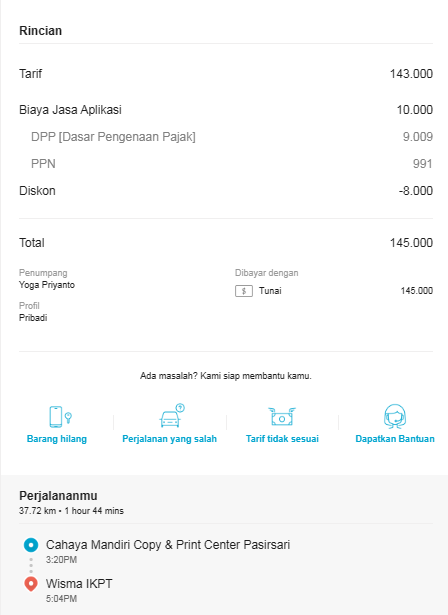 Rincian
Tarif 143.000
Biaya Jasa Aplikasi 10.000
DPP [Dasar Pengenaan Pajak] 9.009
PPN 991
Diskon -8.000
Total 145.000
Penumpang Dibayar dengan
Yoga Priyanto
$ Tunai 145.000
Profil
Pribadi
Ada masalah? Kami siap membantu kamu.
Barang hilang Perjalanan yang salah Tarif tidak sesuai Dapatkan Bantuan
Perjalananmu
37.72 km • 1 hour 44 mins
Cahaya Mandiri Copy & Print Center Pasirsari
3:20PM
Wisma IKPT
5:04PM